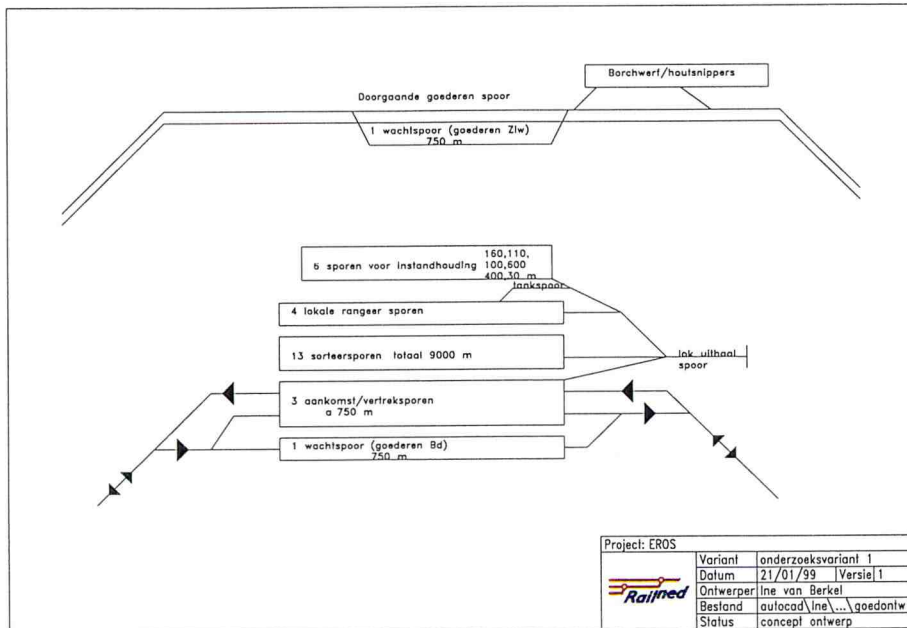 Borchwerf/houtsnippers
Doorgaande goederen spoor
1 wachtspoor (goederen Zlw)
750 m
6 sporen voor instandhouding
160,110,
100,600
400,30 m
tankspoor
4 lokale rangeer sporen
13 sorteersporen totaal 9000 m
lok uithaal
spoor
3 aankomst/vertreksporen
a 750 m
1 wachtspoor (goederen Bd)
750 m
Project: EROS
Variant onderzoeksvariant 1
Datum 21/01/99 Versie 1
Ontwerper Ine van Berkel
Bestand autocad\Ine\...\goedontw
Status concept ontwerp
Railned